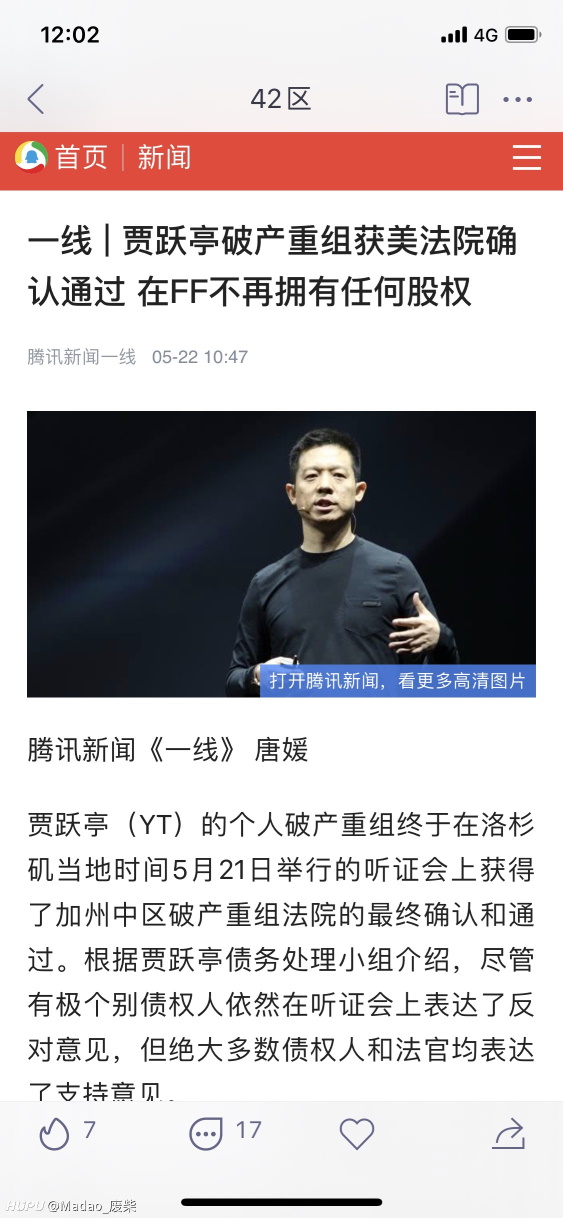 12:02
4G
42区
首页 | 新闻
一线 | 贾跃亭破产重组获美法院确
认通过 在FF不再拥有任何股权
腾讯新闻一线 05-22 10:47
打开腾讯新闻，看更多高清图片
腾讯新闻《一线》 唐媛
贾跃亭（YT）的个人破产重组终于在洛杉
矶当地时间5月21日举行的听证会上获得
了加州中区破产重组法院的最终确认和通
过。根据贾跃亭债务处理小组介绍，尽管
有极个别债权人依然在听证会上表达了反
对意见，但绝大多数债权人和法官均表达
了支持意见。
7
17
HUPU @Madao_废柴